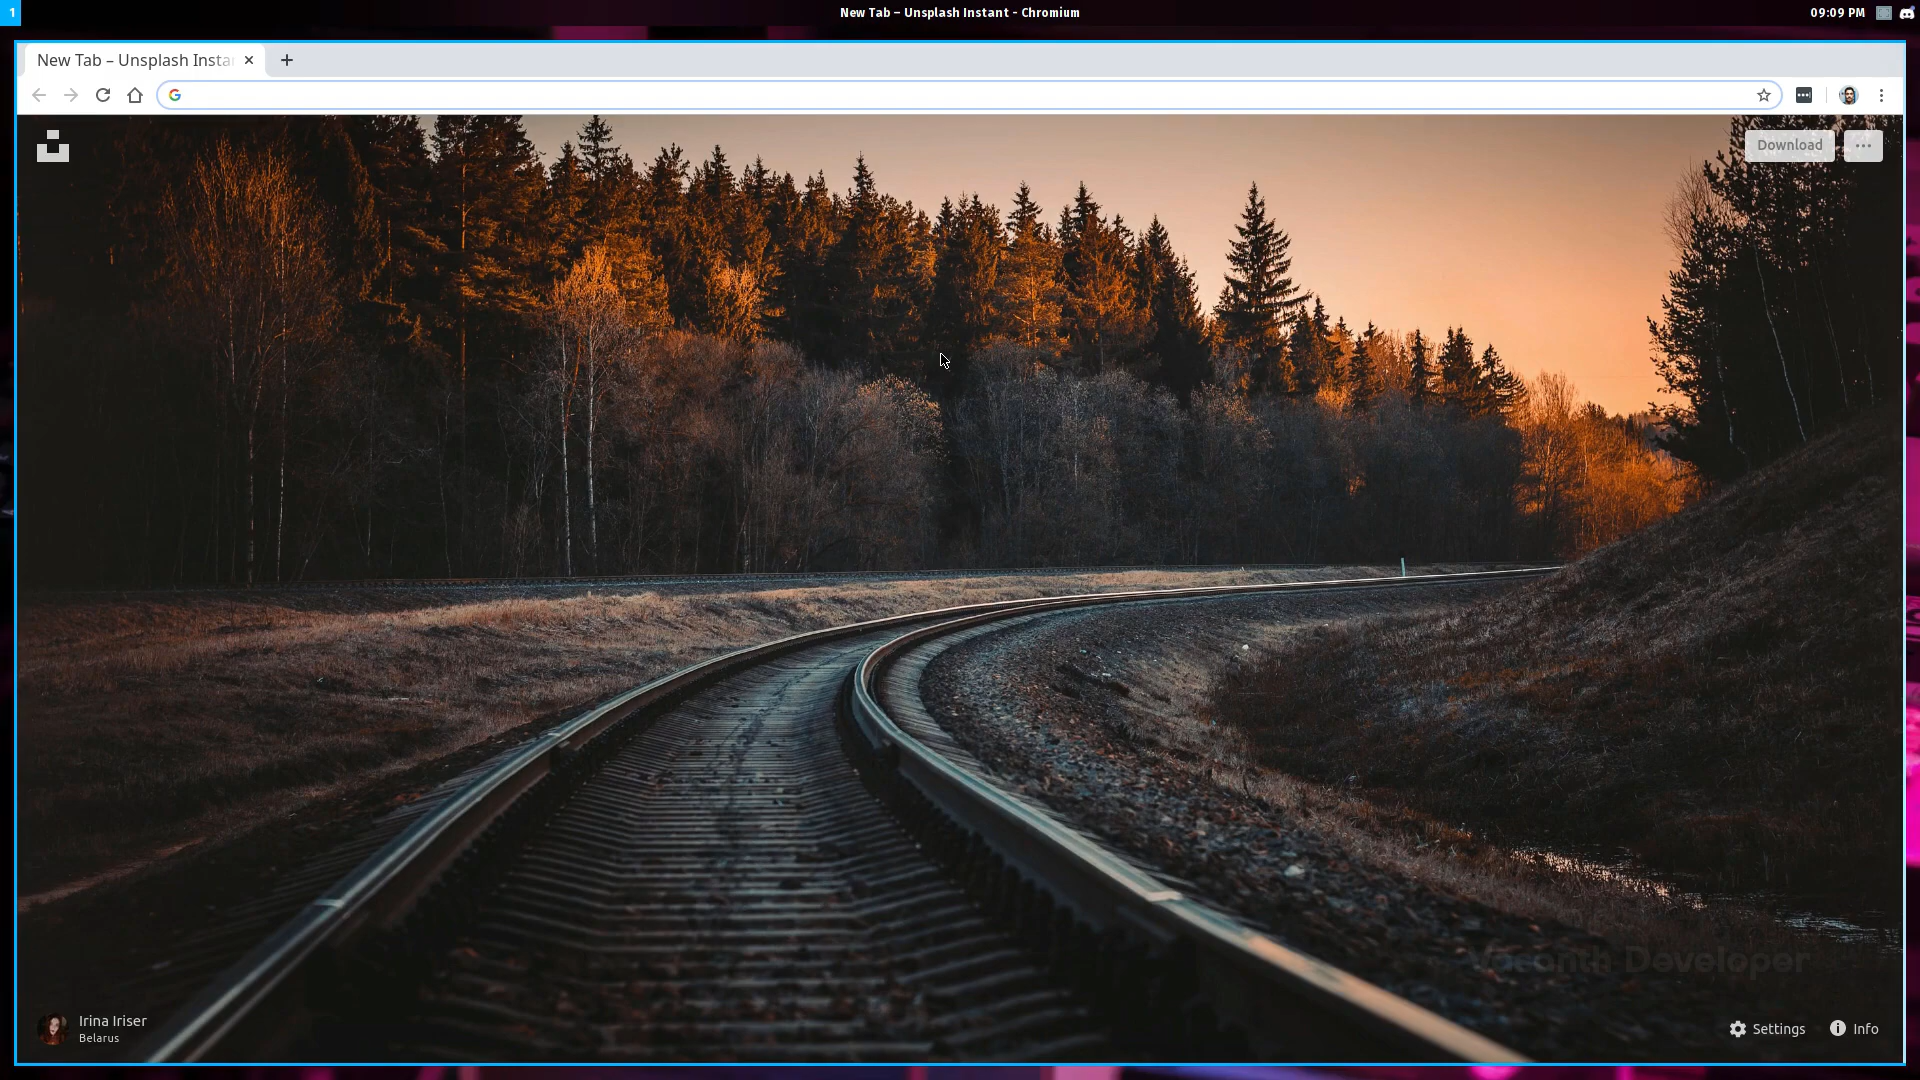 1
New Tab – Unsplash Instant - Chromium
09:09 PM
New Tab – Unsplash Insta
Download
Developer
Irina Iriser
Belarus
Settings
Info